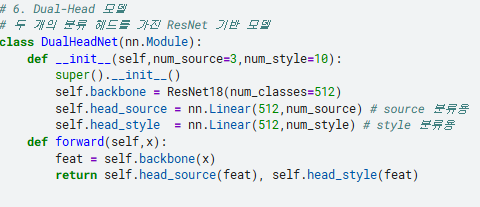 # 6. Dual-Head 모델
# 두 개의 분류 헤드를 가진 ResNet 기반 모델
class DualHeadNet(nn.Module):
    def __init__(self,num_source=3,num_style=10):
        super().__init__()
        self.backbone = ResNet18(num_classes=512)
        self.head_source = nn.Linear(512,num_source) # source 분류용
        self.head_style  = nn.Linear(512,num_style) # style 분류용
    def forward(self,x):
        feat = self.backbone(x)
        return self.head_source(feat), self.head_style(feat)